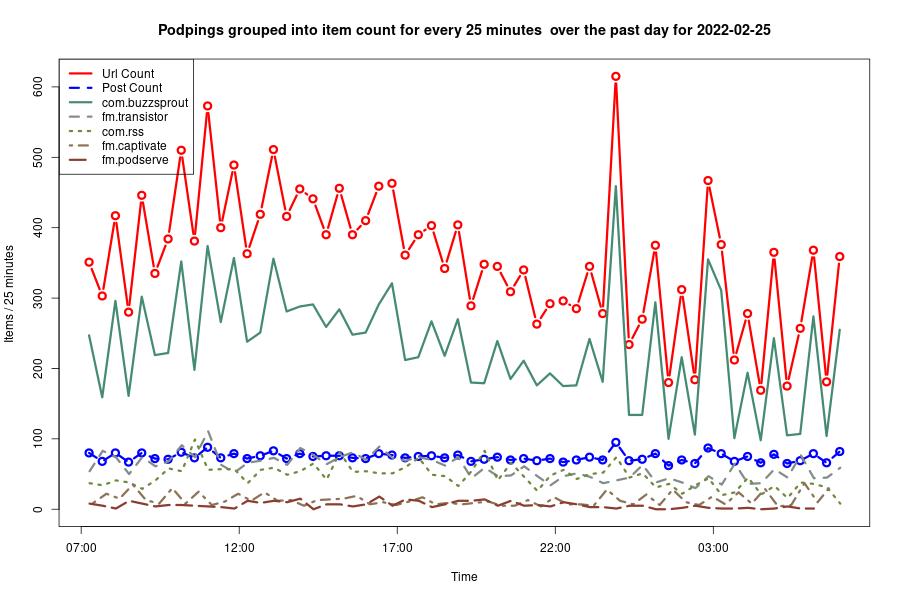 Podpings grouped into item count for every 25 minutes  over the past day for 2022-02-25
Url Count
Post Count
com.buzzsprout
fm.transistor
com.rss
fm.captivate
fm.podserve
Items / 25 minutes
600
500
400
300
200
100
0
07:00 12:00 17:00 22:00 03:00
Time